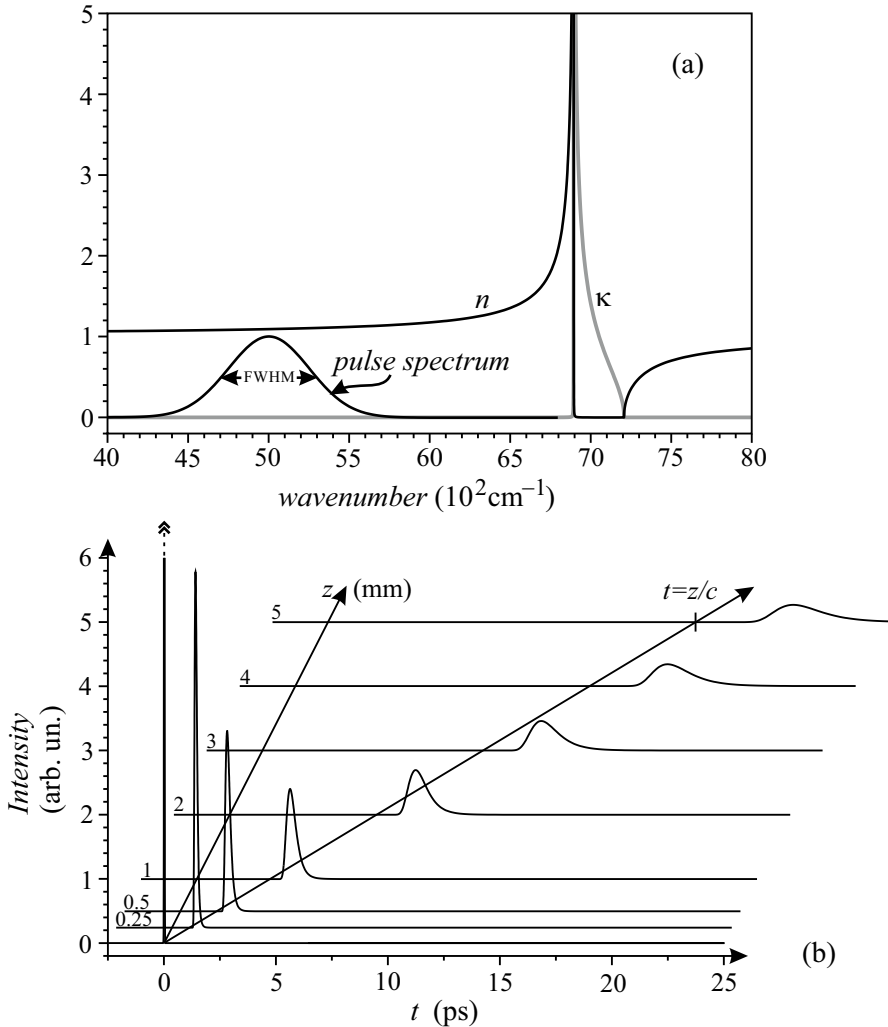 5
4
3
2
1
0
(a)
n
κ
pulse spectrum
FWHM
40 45 50 55 60 65 70 75 80
wavenumber (10²cm⁻¹)
6
5
4
3
2
1
0
Intensity
(arb. un.)
z (mm)
t=z/c
5
4
3
2
1
0.5
0.25
0 5 10 15 20 25
t (ps)
(b)